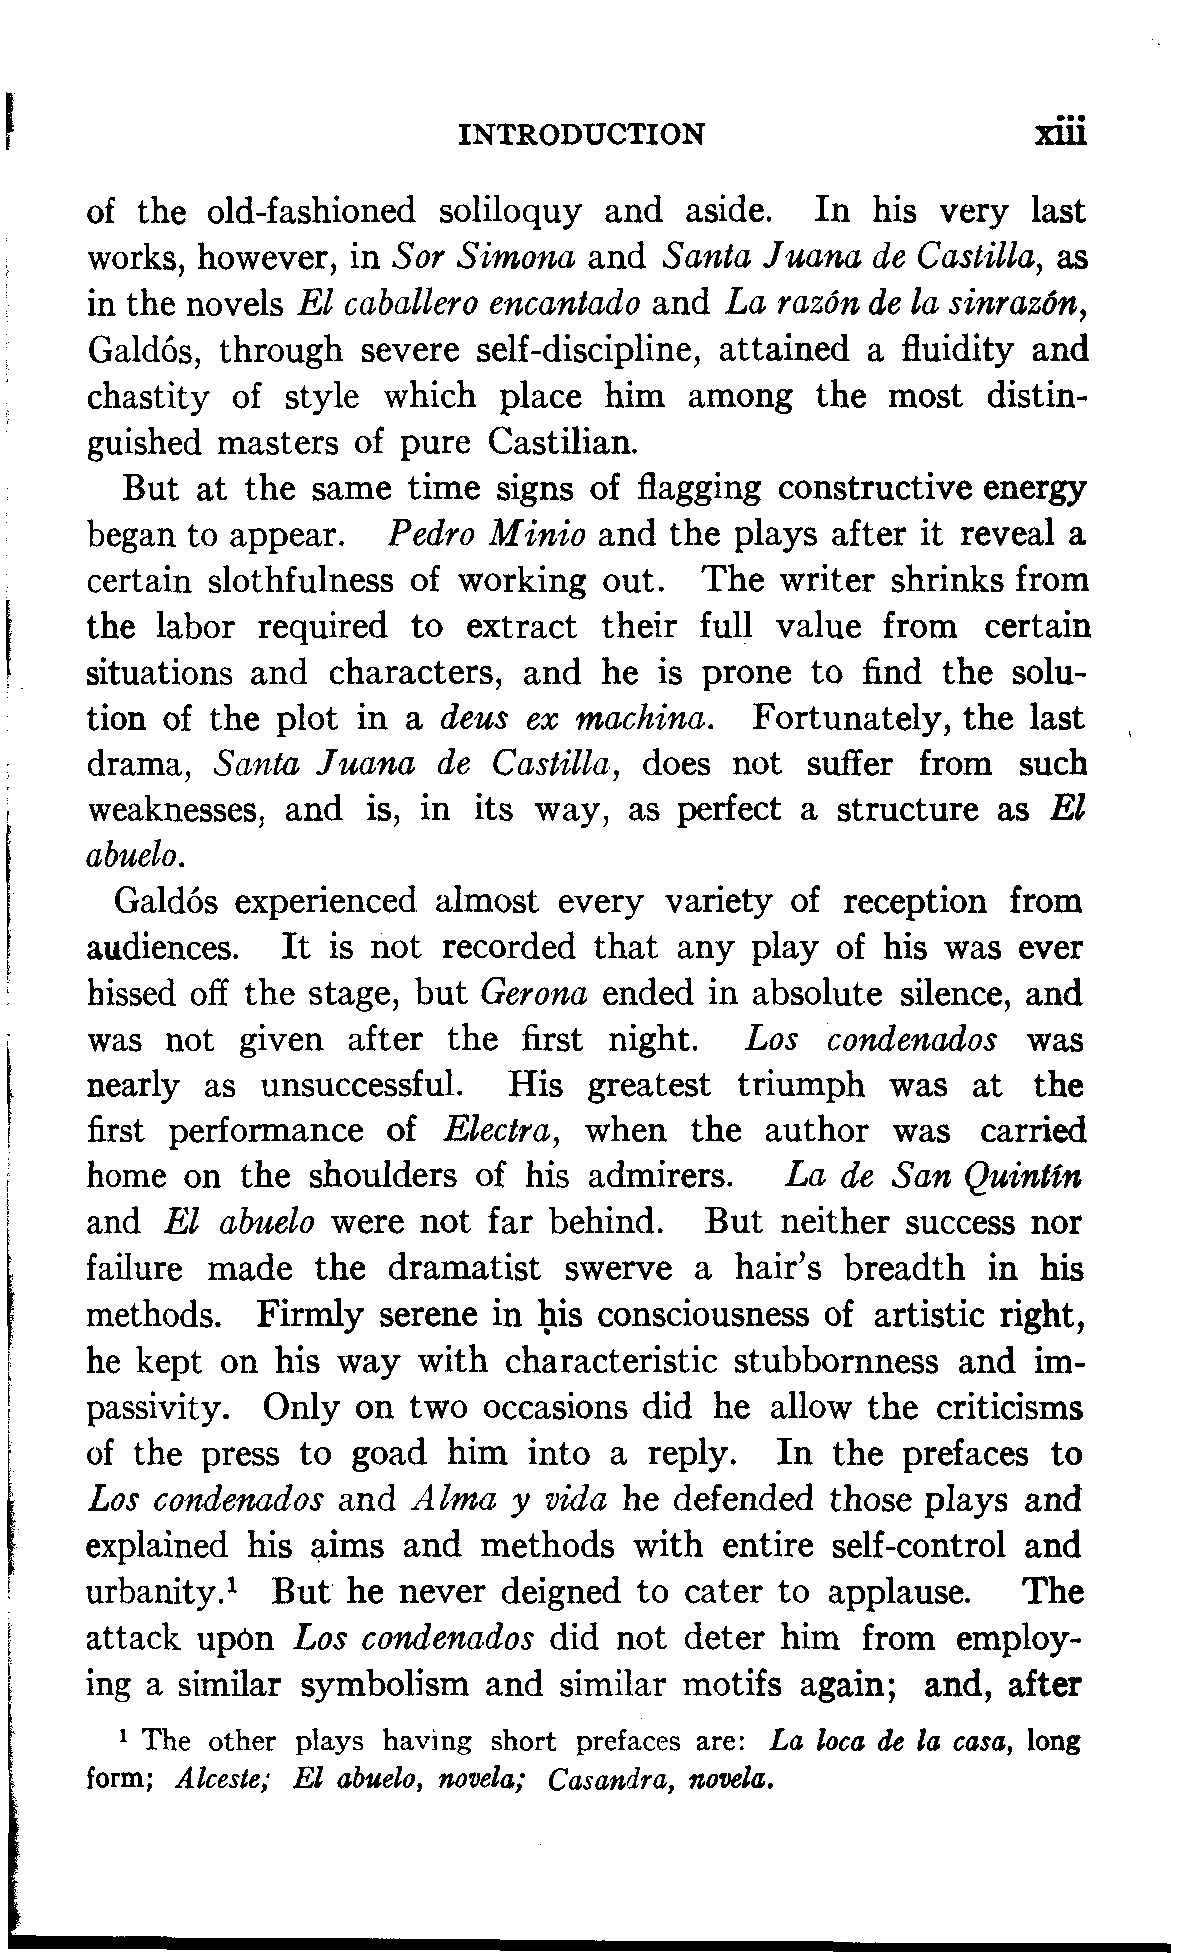 INTRODUCTION xiii
of the old-fashioned soliloquy and aside. In his very last
works, however, in Sor Simona and Santa Juana de Castilla, as
in the novels El caballero encantado and La razón de la sinrazón,
Galdós, through severe self-discipline, attained a fluidity and
chastity of style which place him among the most distin-
guished masters of pure Castilian.
But at the same time signs of flagging constructive energy
began to appear. Pedro Minio and the plays after it reveal a
certain slothfulness of working out. The writer shrinks from
the labor required to extract their full value from certain
situations and characters, and he is prone to find the solu-
tion of the plot in a deus ex machina. Fortunately, the last
drama, Santa Juana de Castilla, does not suffer from such
weaknesses, and is, in its way, as perfect a structure as El
abuelo.
Galdós experienced almost every variety of reception from
audiences. It is not recorded that any play of his was ever
hissed off the stage, but Gerona ended in absolute silence, and
was not given after the first night. Los condenados was
nearly as unsuccessful. His greatest triumph was at the
first performance of Electra, when the author was carried
home on the shoulders of his admirers. La de San Quintín
and El abuelo were not far behind. But neither success nor
failure made the dramatist swerve a hair's breadth in his
methods. Firmly serene in his consciousness of artistic right,
he kept on his way with characteristic stubbornness and im-
passivity. Only on two occasions did he allow the criticisms
of the press to goad him into a reply. In the prefaces to
Los condenados and Alma y vida he defended those plays and
explained his aims and methods with entire self-control and
urbanity.¹ But he never deigned to cater to applause. The
attack upon Los condenados did not deter him from employ-
ing a similar symbolism and similar motifs again; and, after
¹ The other plays having short prefaces are: La loca de la casa, long
form; Alceste; El abuelo, novela; Casandra, novela.